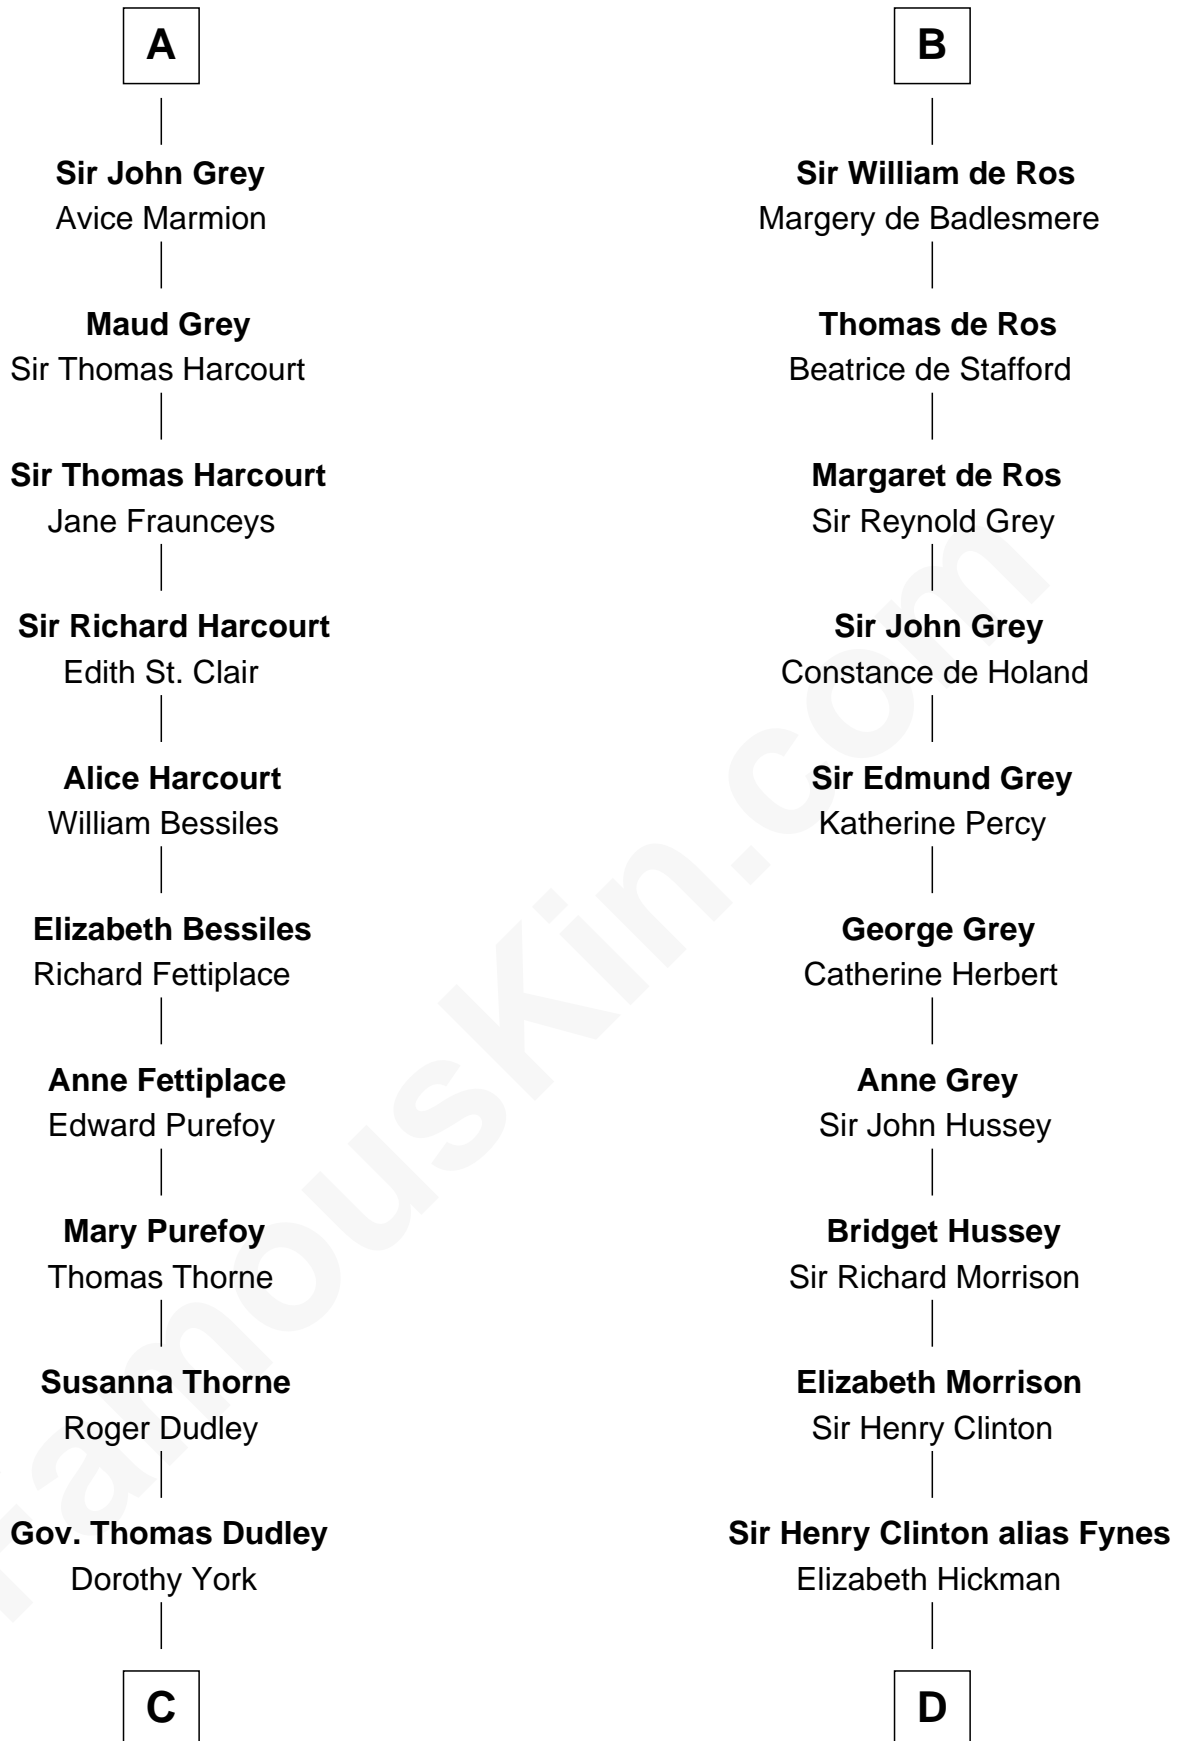 A
Sir John Grey
Avice Marmion
Maud Grey
Sir Thomas Harcourt
Sir Thomas Harcourt
Jane Fraunceys
Sir Richard Harcourt
Edith St. Clair
Alice Harcourt
William Bessiles
Elizabeth Bessiles
Richard Fettiplace
Anne Fettiplace
Edward Purefoy
Mary Purefoy
Thomas Thorne
Susanna Thorne
Roger Dudley
Gov. Thomas Dudley
Dorothy York
C
B
Sir William de Ros
Margery de Badlesmere
Thomas de Ros
Beatrice de Stafford
Margaret de Ros
Sir Reynold Grey
Sir John Grey
Constance de Holand
Sir Edmund Grey
Katherine Percy
George Grey
Catherine Herbert
Anne Grey
Sir John Hussey
Bridget Hussey
Sir Richard Morrison
Elizabeth Morrison
Sir Henry Clinton
Sir Henry Clinton alias Fynes
Elizabeth Hickman
D
FamousKin.com